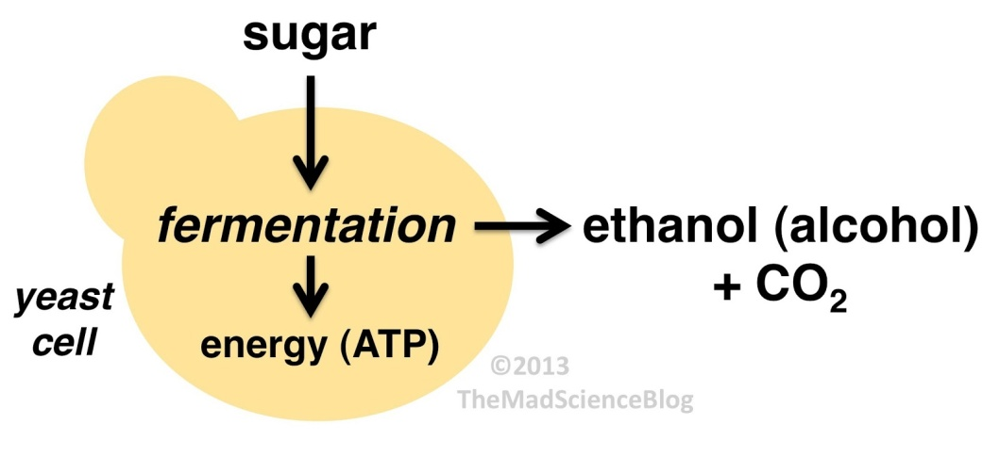 sugar
fermentation
ethanol (alcohol)
+ CO₂
yeast
cell
energy (ATP)
©2013
TheMadScienceBlog